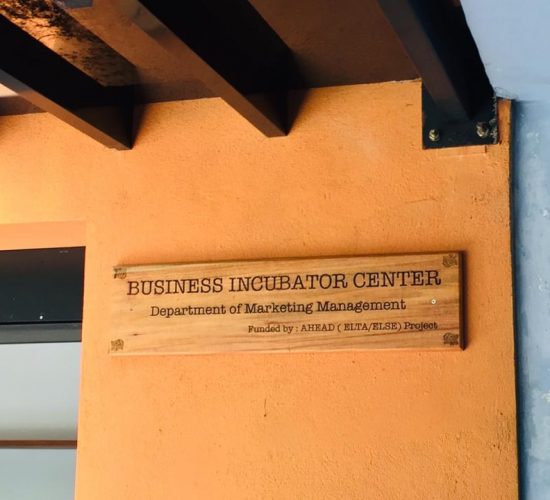 BUSINESS INCUBATOR CENTER
Department of Marketing Management
Funded by : AHEAD ( ELTA/ELSE) Project